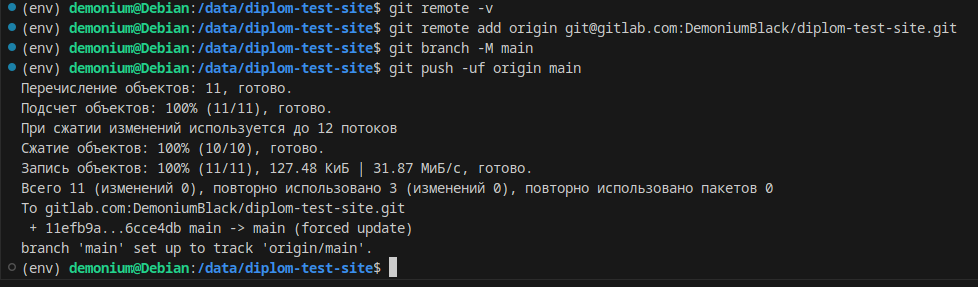 (env) demonium@Debian:/data/diplom-test-site$ git remote -v
(env) demonium@Debian:/data/diplom-test-site$ git remote add origin git@gitlab.com:DemoniumBlack/diplom-test-site.git
(env) demonium@Debian:/data/diplom-test-site$ git branch -M main
(env) demonium@Debian:/data/diplom-test-site$ git push -uf origin main
Перечисление объектов: 11, готово.
Подсчет объектов: 100% (11/11), готово.
При сжатии изменений используется до 12 потоков
Сжатие объектов: 100% (10/10), готово.
Запись объектов: 100% (11/11), 127.48 КиБ | 31.87 МиБ/с, готово.
Всего 11 (изменений 0), повторно использовано 3 (изменений 0), повторно использовано пакетов 0
To gitlab.com:DemoniumBlack/diplom-test-site.git
 + 11efb9a...6cce4db main -> main (forced update)
branch 'main' set up to track 'origin/main'.
(env) demonium@Debian:/data/diplom-test-site$